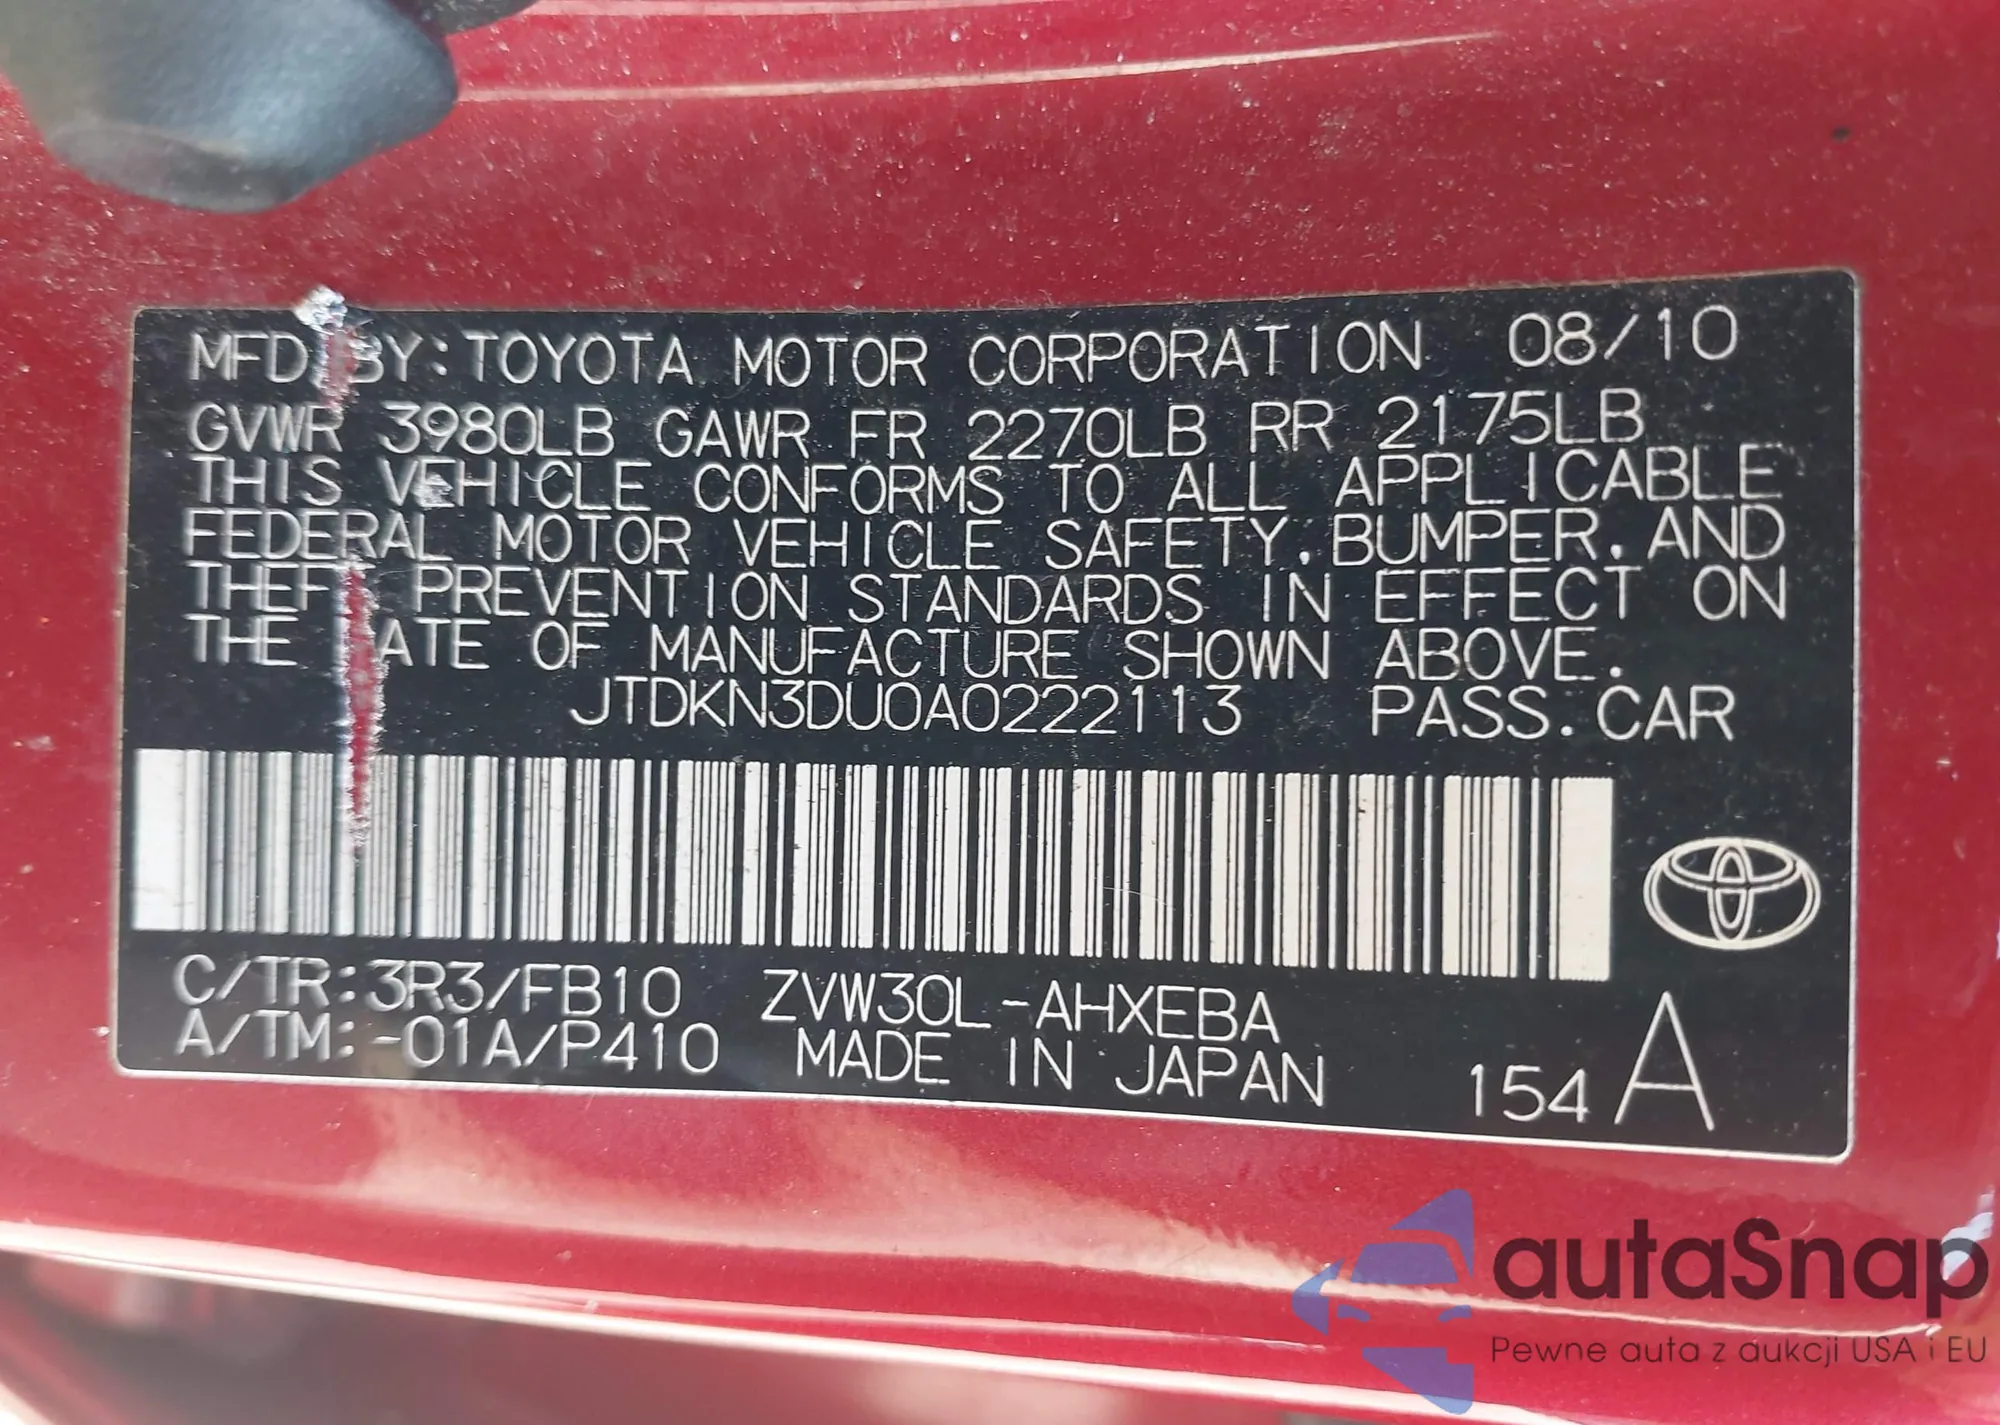 MFD. BY: TOYOTA MOTOR CORPORATION 08/10
GVWR 3980LB GAWR FR 2270LB RR 2175LB
THIS VEHICLE CONFORMS TO ALL APPLICABLE
FEDERAL MOTOR VEHICLE SAFETY, BUMPER, AND
THEFT PREVENTION STANDARDS IN EFFECT ON
THE DATE OF MANUFACTURE SHOWN ABOVE.
JTDKN3DU0A0222113 PASS. CAR
C/TR: 3R3/FB10 ZVW30L-AHXEBA
A/TM: -01A/P410 MADE IN JAPAN 154 A
autaSnap
Pewne auta z aukcji USA i EU